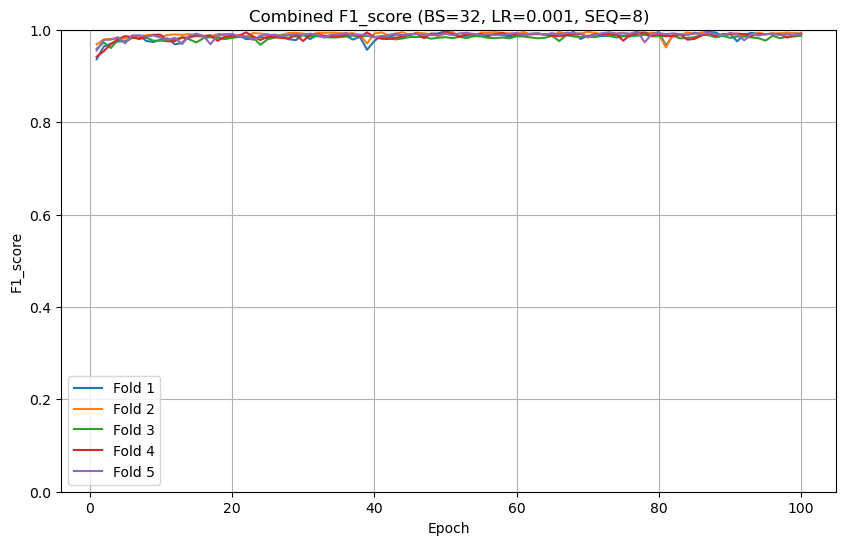 Combined F1_score (BS=32, LR=0.001, SEQ=8)
F1_score
1.0
0.8
0.6
0.4
0.2
0.0
Fold 1
Fold 2
Fold 3
Fold 4
Fold 5
0 20 40 60 80 100
Epoch